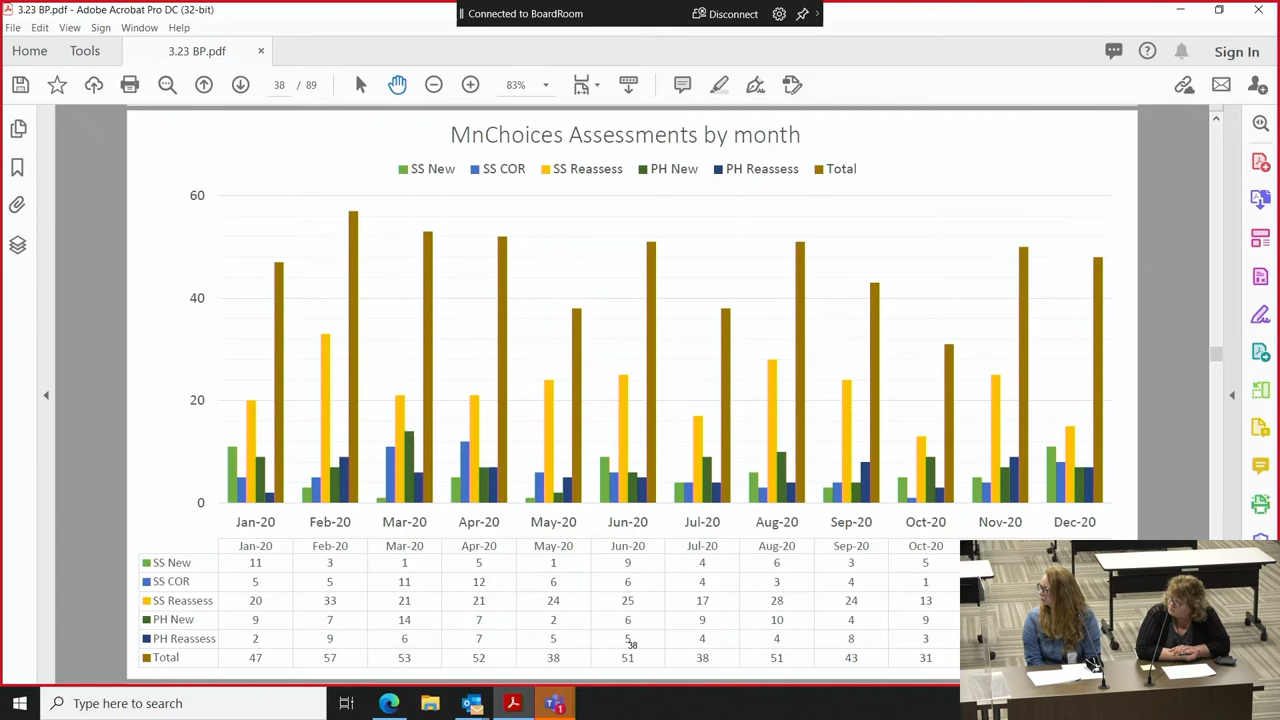 3.23 BP.pdf - Adobe Acrobat Pro DC (32-bit)
Connected to BoardRoom
Disconnect
File Edit View Sign Window Help
Home Tools 3.23 BP.pdf × Sign In
38 / 89 83%
MnChoices Assessments by month
SS New SS COR SS Reassess PH New PH Reassess Total
60
40
20
0
Jan-20 Feb-20 Mar-20 Apr-20 May-20 Jun-20 Jul-20 Aug-20 Sep-20 Oct-20 Nov-20 Dec-20
Jan-20 Feb-20 Mar-20 Apr-20 May-20 Jun-20 Jul-20 Aug-20 Sep-20 Oct-20
SS New 11 3 1 5 1 9 4 6 3 5
SS COR 5 5 11 12 6 6 4 3 4 1
SS Reassess 20 33 21 21 24 25 17 28 24 13
PH New 9 7 14 7 2 6 9 10 4 9
PH Reassess 2 9 6 7 5 5 4 4 8 3
38
Total 47 57 53 52 38 51 38 51 43 31
Type here to search